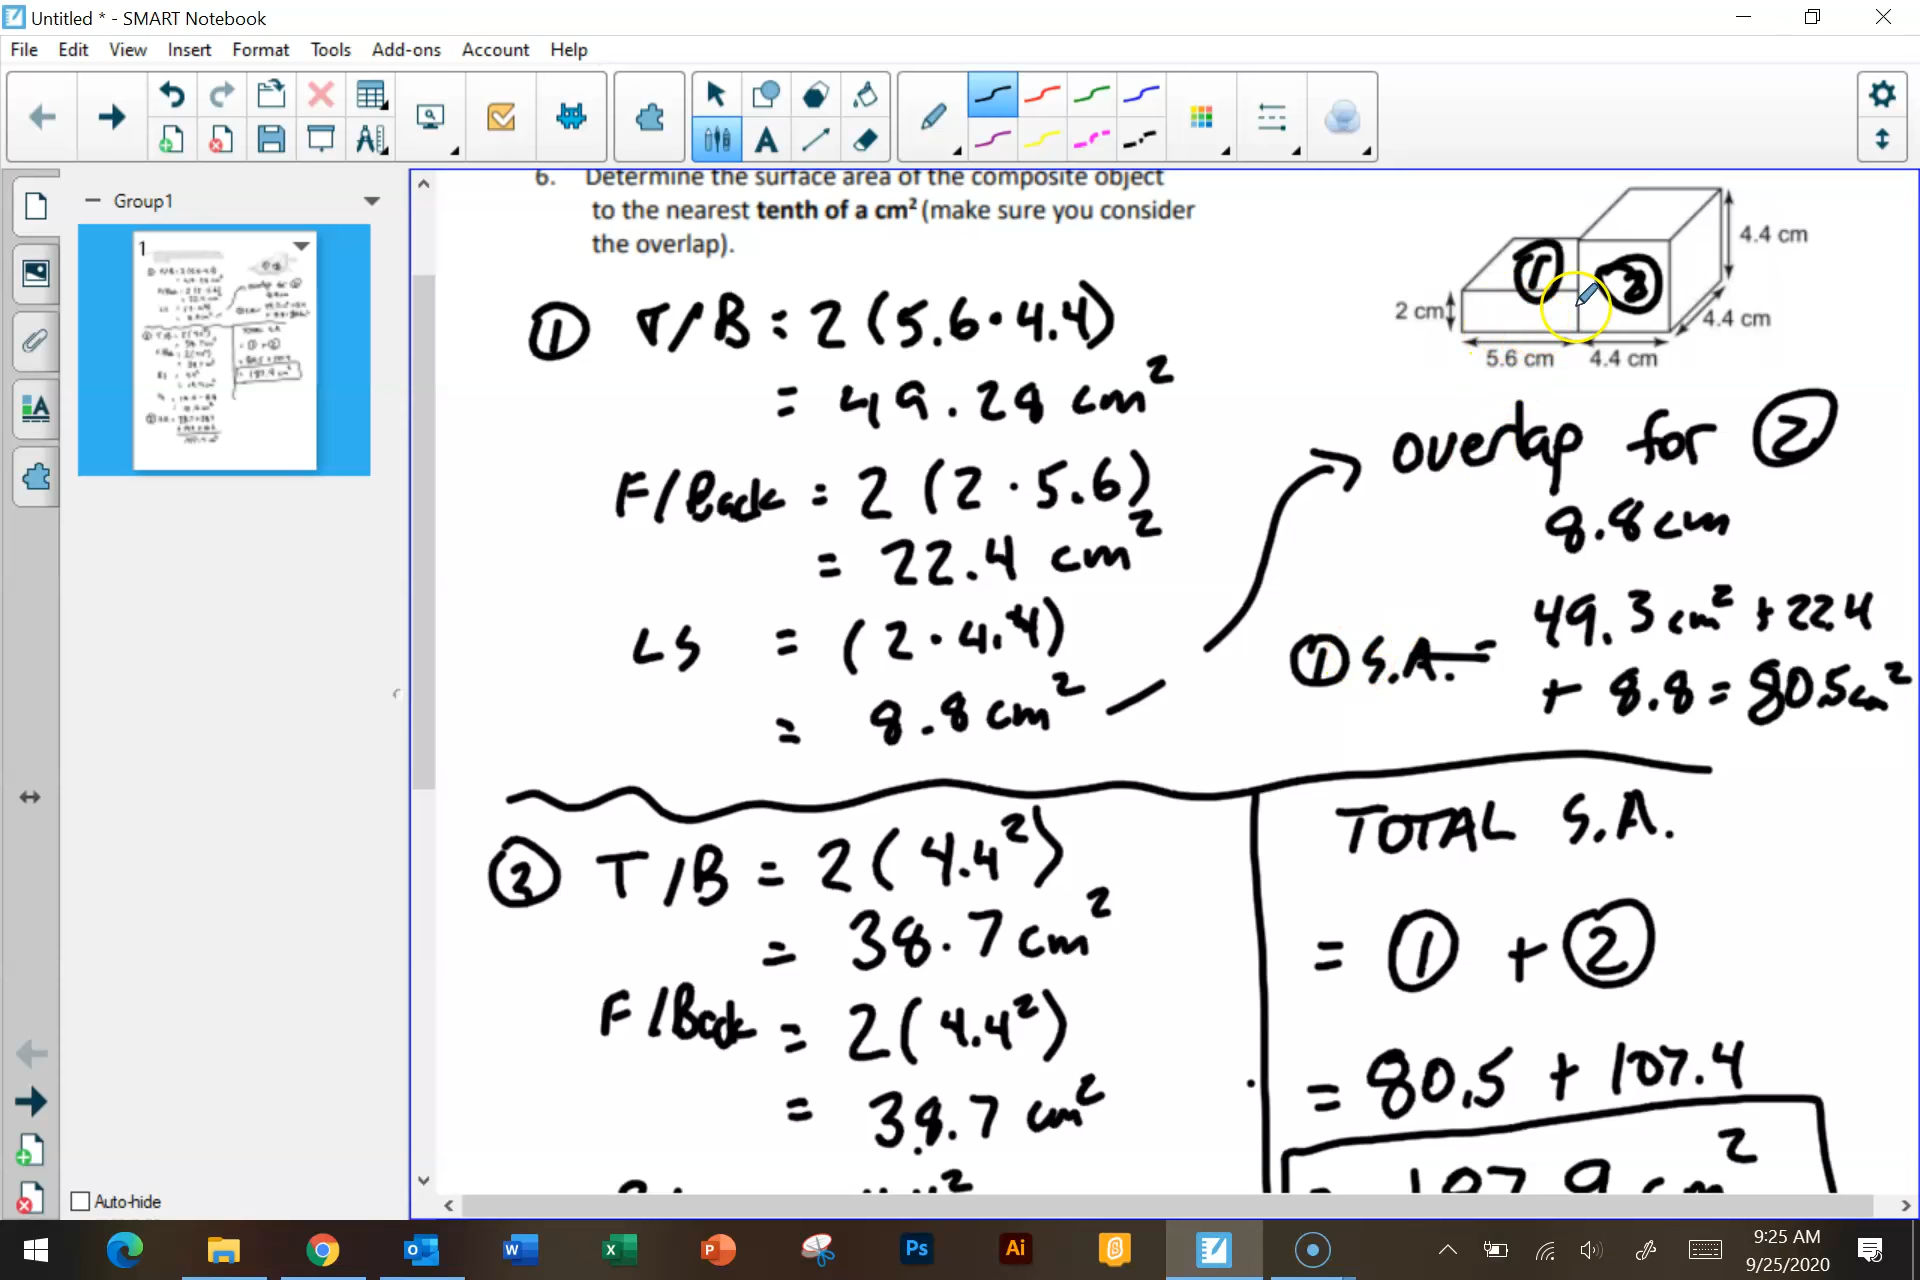 Untitled * - SMART Notebook
File Edit View Insert Format Tools Add-ons Account Help
Group1
1
6. Determine the surface area of the composite object
to the nearest tenth of a cm² (make sure you consider
the overlap).
4.4 cm
2 cm
4.4 cm
5.6 cm 4.4 cm
① ②
① T/B = 2(5.6·4.4)
= 49.28 cm²
F/Back = 2(2·5.6)
= 22.4 cm²
LS = (2·4.4)
= 8.8 cm²
overlap for ②
8.8 cm
① S.A. = 49.3 cm² + 22.4
+ 8.8 = 80.5 cm²
② T/B = 2(4.4²)
= 38.7 cm²
F/Back = 2(4.4²)
= 38.7 cm²
TOTAL S.A.
= ① + ②
= 80.5 + 107.4
Auto-hide
9:25 AM
9/25/2020